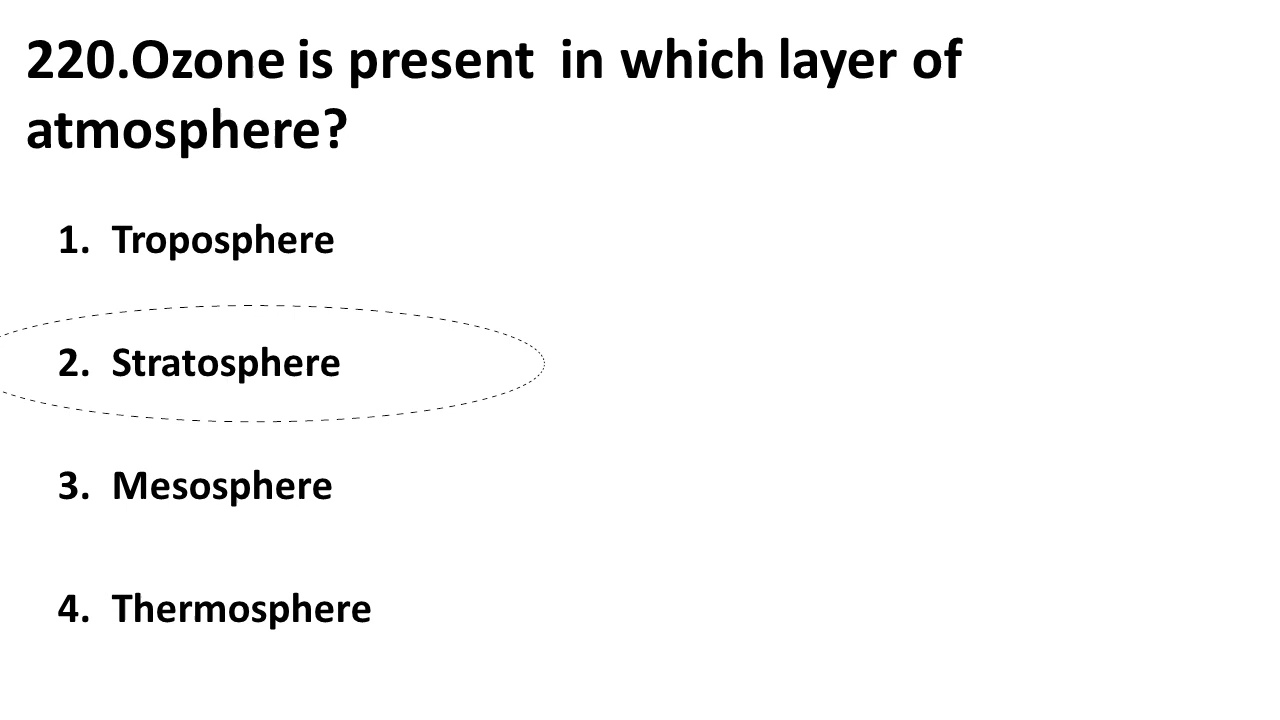 220.Ozone is present  in which layer of
atmosphere?
1. Troposphere
2. Stratosphere
3. Mesosphere
4. Thermosphere